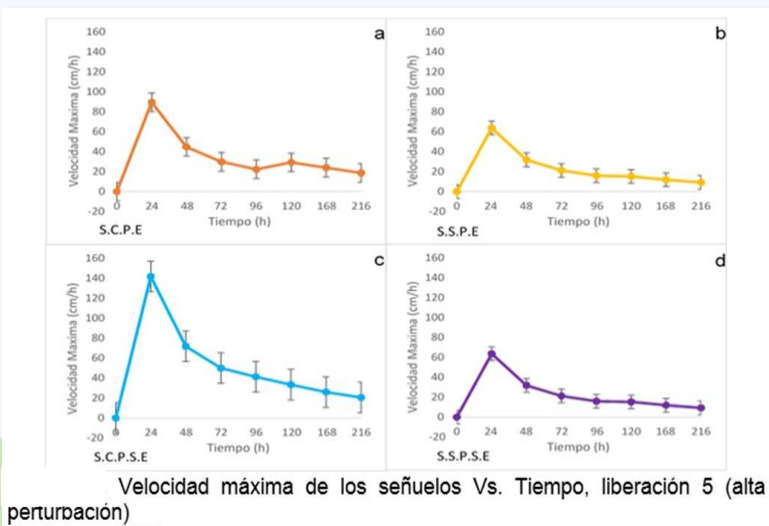 160
140
120
100
80
60
40
20
0
-20
Velocidad Maxima (cm/h)
a
0 24 48 72 96 120 168 216
Tiempo (h)
S.C.P.E
160
140
120
100
80
60
40
20
0
-20
Velocidad Maxima (cm/h)
b
0 24 48 72 96 120 168 216
Tiempo (h)
S.S.P.E
160
140
120
100
80
60
40
20
0
-20
Velocidad Maxima (cm/h)
c
0 24 48 72 96 120 168 216
Tiempo (h)
S.C.P.S.E
160
140
120
100
80
60
40
20
0
-20
Velocidad Maxima (cm/h)
d
0 24 48 72 96 120 168 216
Tiempo (h)
S.S.P.S.E
Velocidad máxima de los señuelos Vs. Tiempo, liberación 5 (alta
perturbación)